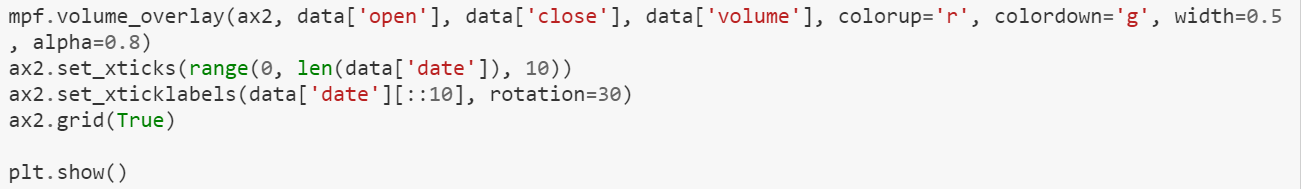 mpf.volume_overlay(ax2, data['open'], data['close'], data['volume'], colorup='r', colordown='g', width=0.5
, alpha=0.8)
ax2.set_xticks(range(0, len(data['date']), 10))
ax2.set_xticklabels(data['date'][::10], rotation=30)
ax2.grid(True)

plt.show()